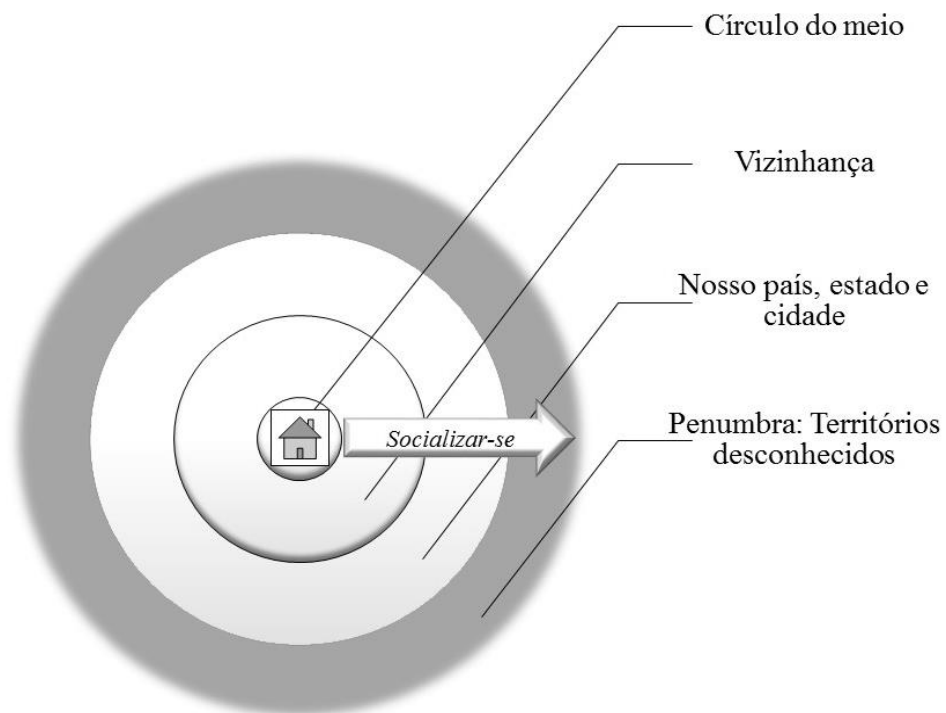 Círculo do meio
Vizinhança
Nosso país, estado e
cidade
Penumbra: Territórios
desconhecidos
Socializar-se